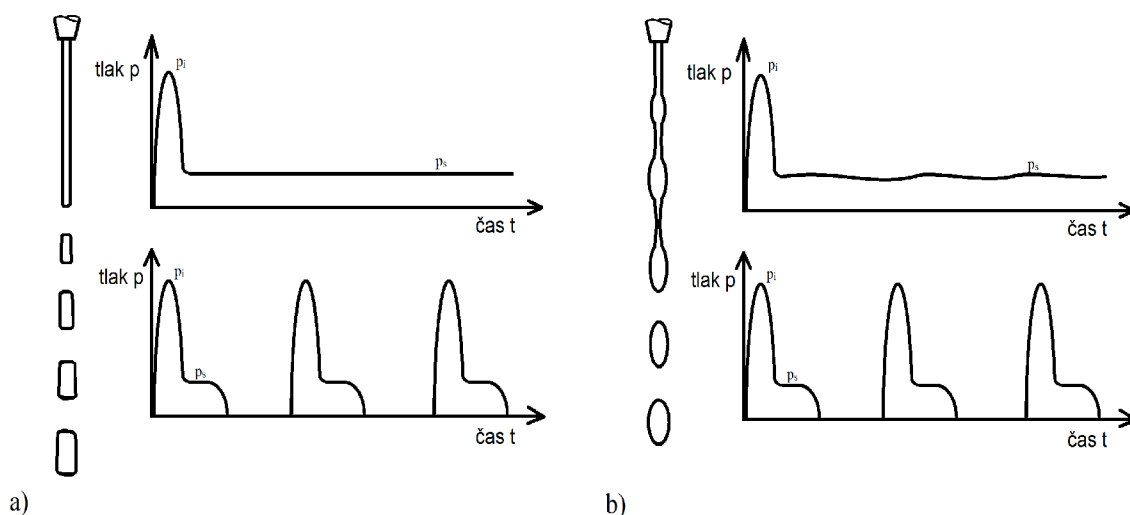 tlak p
pᵢ
pₛ
čas t
tlak p
pᵢ
pₛ
čas t
a)
tlak p
pᵢ
pₛ
čas t
tlak p
pᵢ
pₛ
čas t
b)